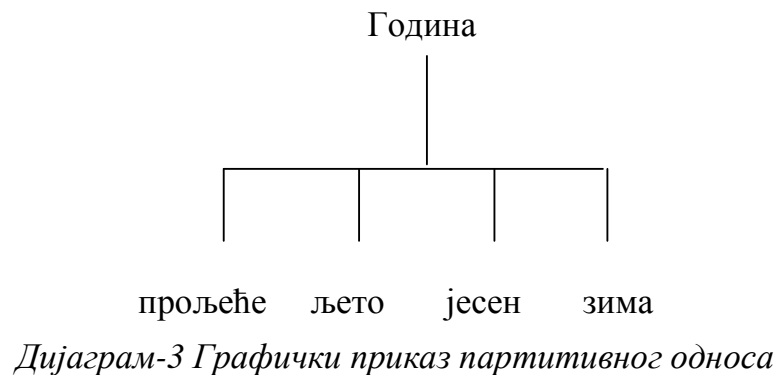 Година
прољеће љето јесен зима
Дијаграм-3 Графички приказ партитивног односа